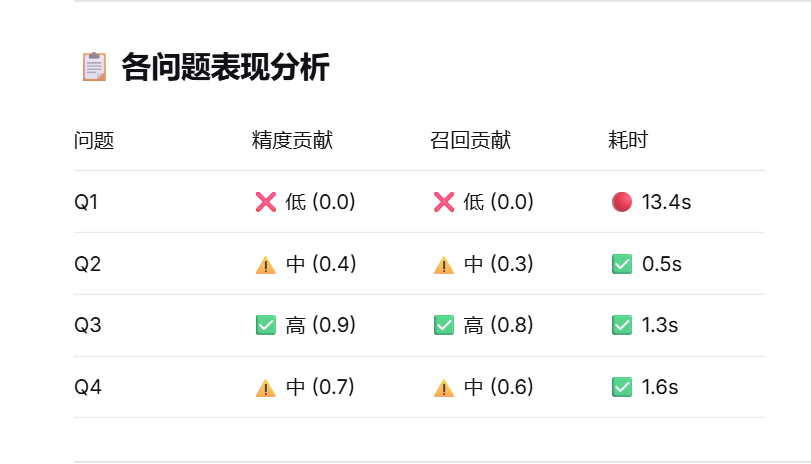 📋 各问题表现分析
问题 精度贡献 召回贡献 耗时
Q1 ❌ 低 (0.0) ❌ 低 (0.0) 🔴 13.4s
Q2 ⚠️ 中 (0.4) ⚠️ 中 (0.3) ✅ 0.5s
Q3 ✅ 高 (0.9) ✅ 高 (0.8) ✅ 1.3s
Q4 ⚠️ 中 (0.7) ⚠️ 中 (0.6) ✅ 1.6s